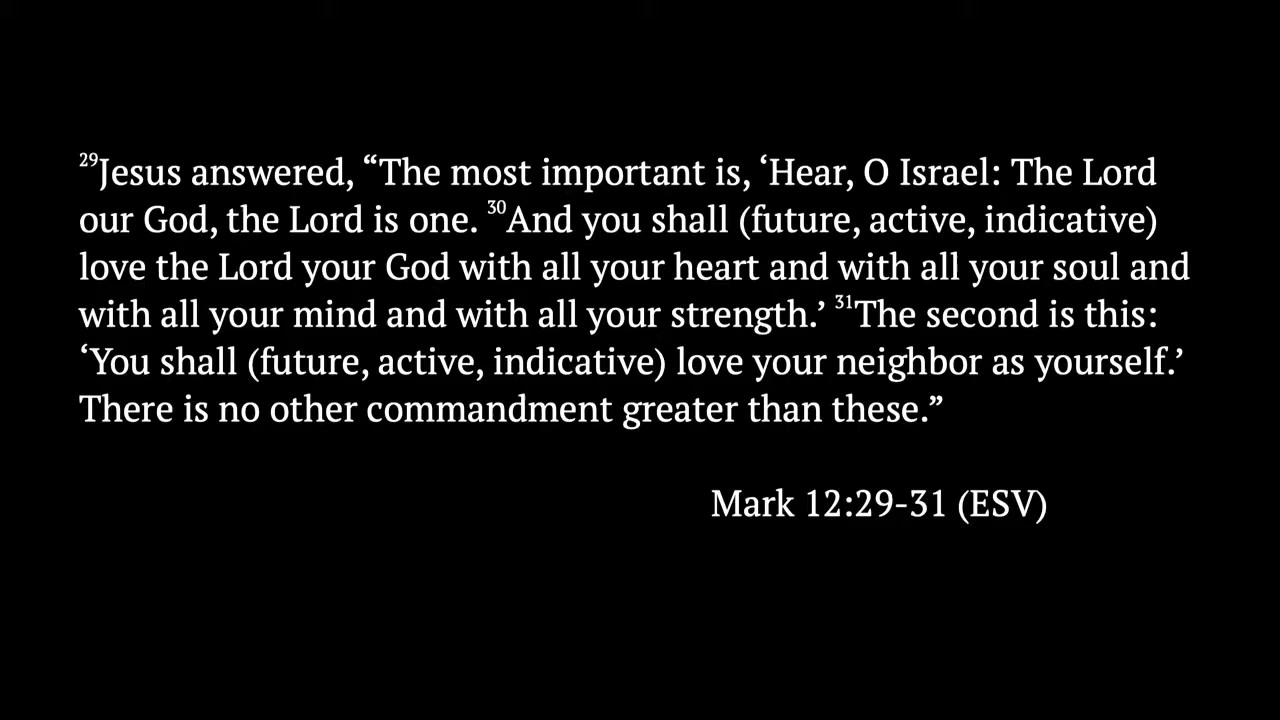 ²⁹Jesus answered, “The most important is, ‘Hear, O Israel: The Lord
our God, the Lord is one. ³⁰And you shall (future, active, indicative)
love the Lord your God with all your heart and with all your soul and
with all your mind and with all your strength.’ ³¹The second is this:
‘You shall (future, active, indicative) love your neighbor as yourself.’
There is no other commandment greater than these.”
Mark 12:29-31 (ESV)